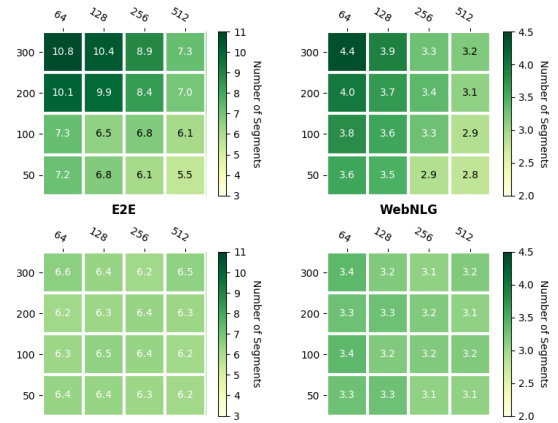 64 128 256 512
300 10.8 10.4 8.9 7.3
200 10.1 9.9 8.4 7.0
100 7.3 6.5 6.8 6.1
50 7.2 6.8 6.1 5.5
11
10
9
8
7
6
5
4
3
Number of Segments
E2E
64 128 256 512
300 4.4 3.9 3.3 3.2
200 4.0 3.7 3.4 3.1
100 3.8 3.6 3.3 2.9
50 3.6 3.5 2.9 2.8
4.5
4.0
3.5
3.0
2.5
2.0
Number of Segments
WebNLG
64 128 256 512
300 6.6 6.4 6.2 6.5
200 6.2 6.3 6.4 6.3
100 6.3 6.5 6.4 6.2
50 6.4 6.4 6.3 6.2
11
10
9
8
7
6
5
4
3
Number of Segments
64 128 256 512
300 3.4 3.2 3.1 3.2
200 3.3 3.3 3.2 3.1
100 3.4 3.2 3.2 3.2
50 3.3 3.3 3.1 3.1
4.5
4.0
3.5
3.0
2.5
2.0
Number of Segments